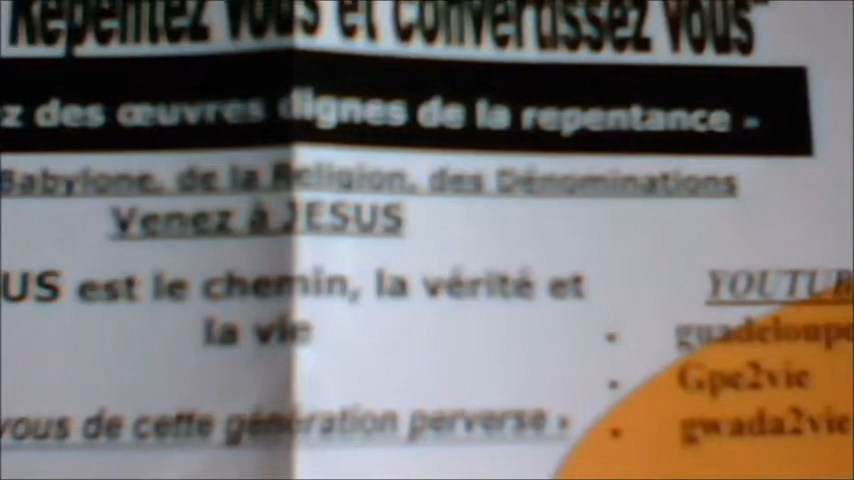 Repentez vous et convertissez vous"
z des œuvres dignes de la repentance »
Babylone, de la Religion, des Dénominations
Venez à JESUS
US est le chemin, la vérité et
la vie
vous de cette génération perverse »
YOUTUB
• guadeloupe
• Gpe2vie
• gwada2vie